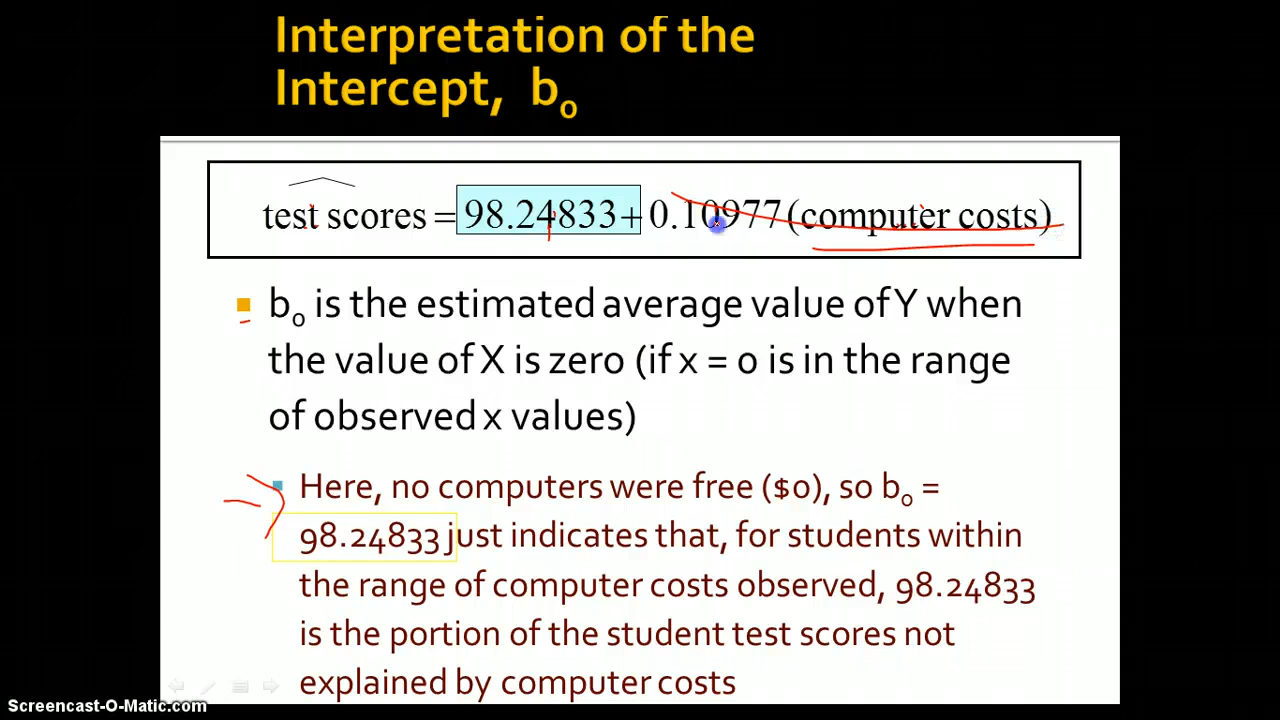 Interpretation of the
Intercept, b₀
test scores = 98.24833 + 0.10977 (computer costs)
b₀ is the estimated average value of Y when
the value of X is zero (if x = 0 is in the range
of observed x values)
Here, no computers were free ($0), so b₀ =
98.24833 just indicates that, for students within
the range of computer costs observed, 98.24833
is the portion of the student test scores not
explained by computer costs
Screencast-O-Matic.com